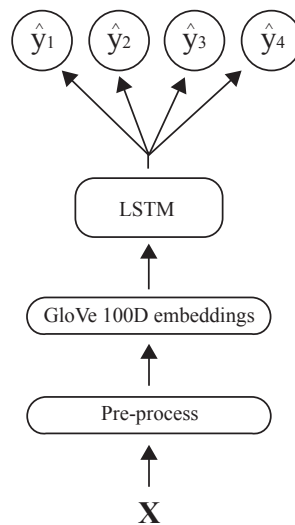 ŷ1 ŷ2 ŷ3 ŷ4
LSTM
GloVe 100D embeddings
Pre-process
X